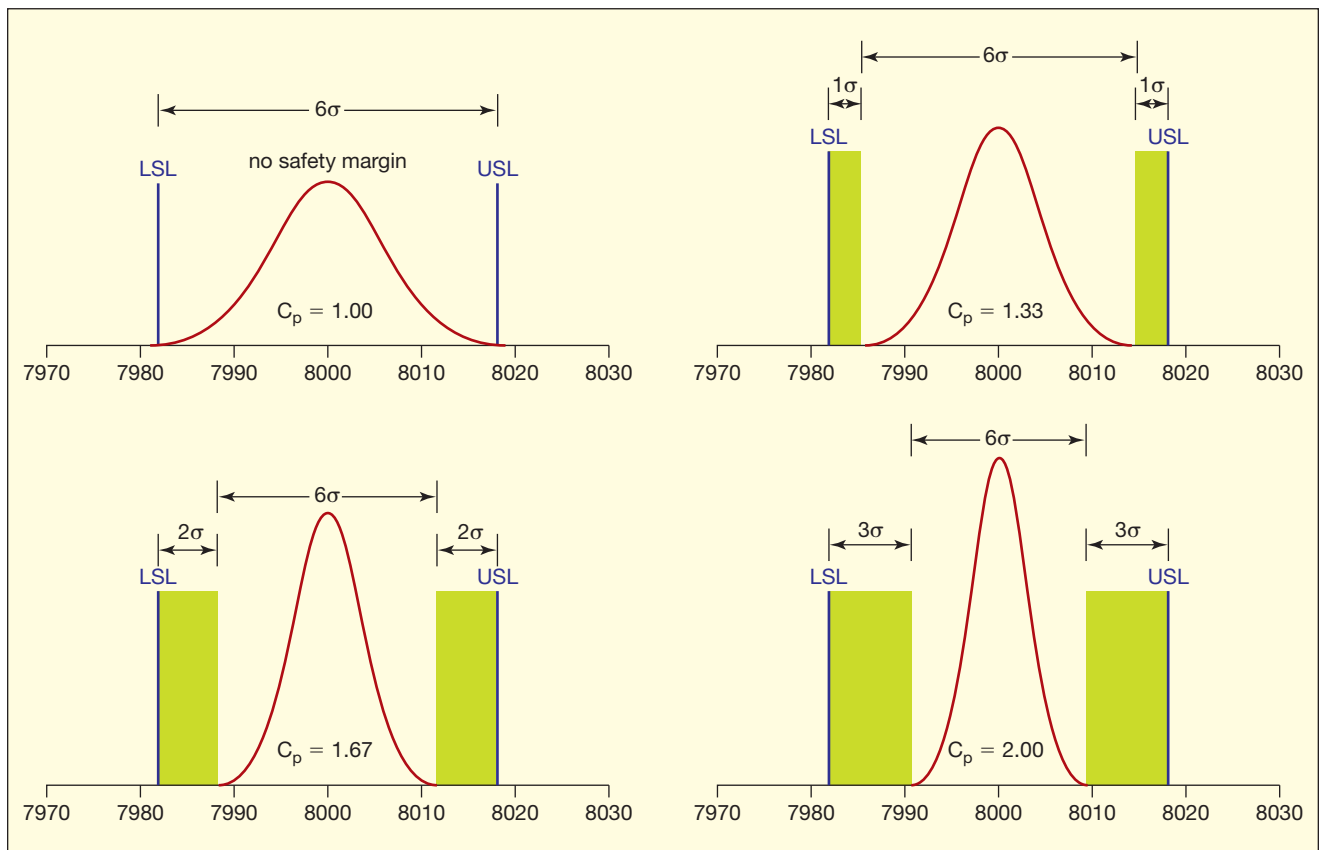 6σ
LSL
no safety margin
USL
Cp = 1.00
7970 7980 7990 8000 8010 8020 8030
6σ
1σ 1σ
LSL USL
Cp = 1.33
7970 7980 7990 8000 8010 8020 8030
6σ
2σ 2σ
LSL USL
Cp = 1.67
7970 7980 7990 8000 8010 8020 8030
6σ
3σ 3σ
LSL USL
Cp = 2.00
7970 7980 7990 8000 8010 8020 8030